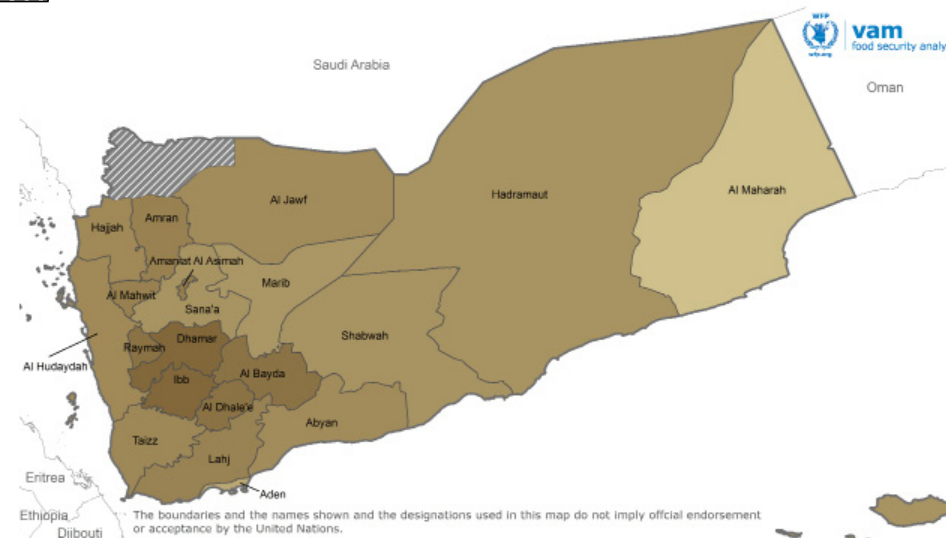 WFP
wfp.org
vam
food security analy
Saudi Arabia
Oman
Al Maharah
Hadramaut
Al Jawf
Amran
Hajjah
Amanat Al Asimah
Marib
Al Mahwit
Sana'a
Shabwah
Dhamar
Raymah
Al Hudaydah
Al Bayda
Ibb
Al Dhale'e
Abyan
Taizz
Lahj
Eritrea
Aden
Ethiopia
Djibouti
The boundaries and the names shown and the designations used in this map do not imply offcial endorsement
or acceptance by the United Nations.